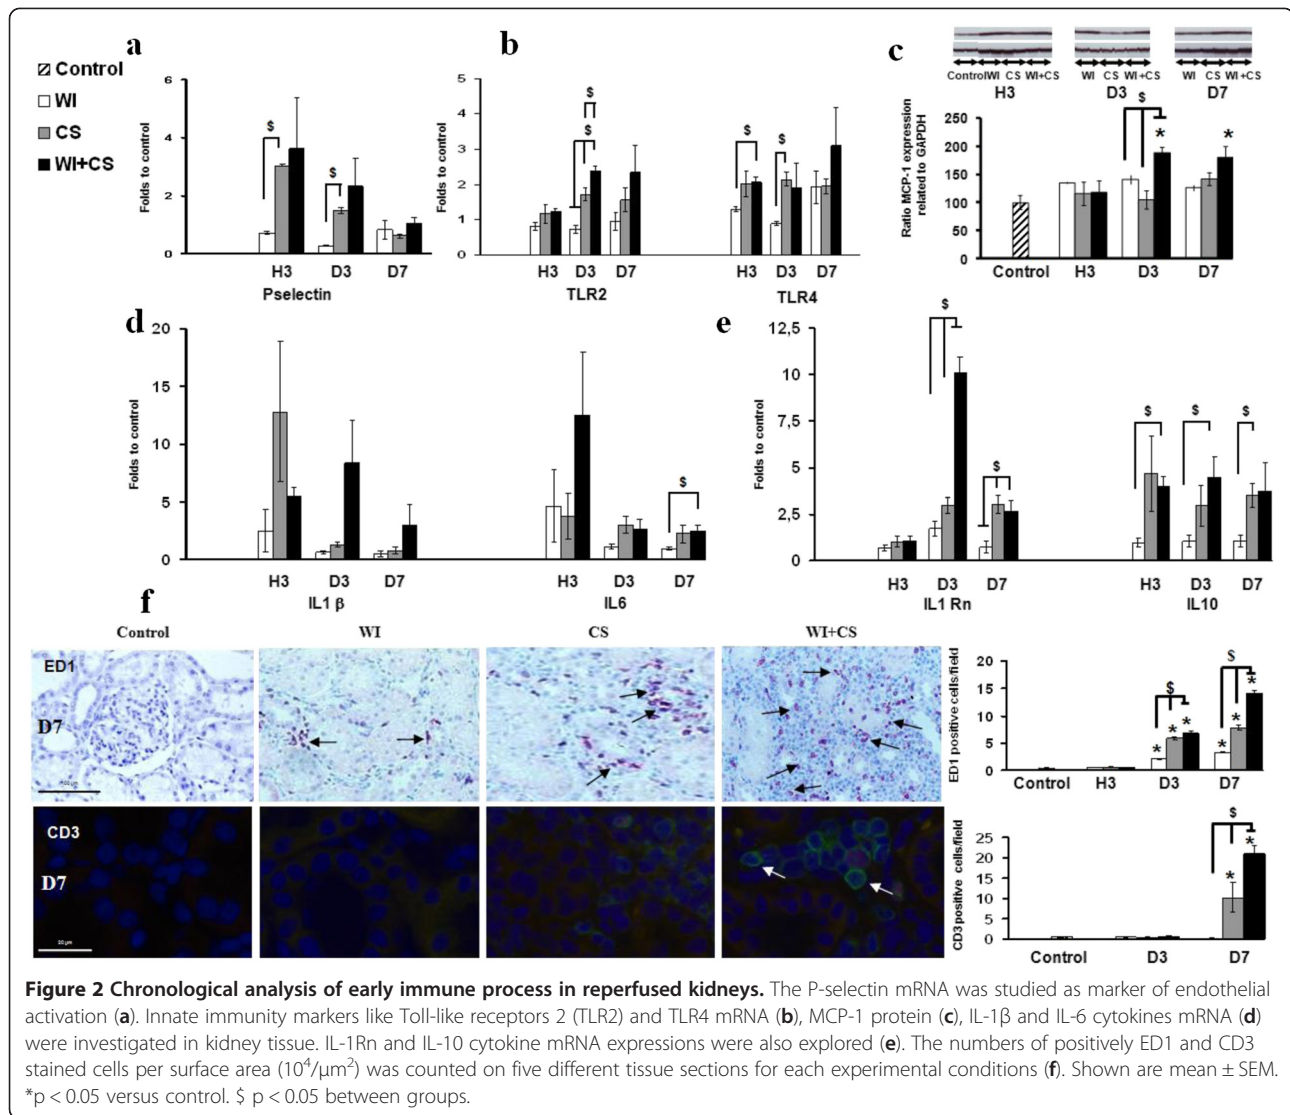 a
b
c
Control
WI
CS
WI+CS
Folds to control
6
4
2
0
$
$
H3 D3 D7
Pselectin
Folds to control
5
4
3
2
1
0
$
$
$
$
H3 D3 D7
TLR2
H3 D3 D7
TLR4
Control WI CS WI+CS
H3
WI CS WI+CS
D3
WI CS WI+CS
D7
Ratio MCP-1 expression
related to GAPDH
250
200
150
100
50
0
$
*
*
Control H3 D3 D7
d
e
Folds to control
20
15
10
5
0
$
H3 D3 D7
IL1 β
H3 D3 D7
IL6
Folds to control
12,5
10
7,5
5
2,5
0
$
$
$
$
$
H3 D3 D7
IL1 Rn
H3 D3 D7
IL10
f
Control WI CS WI+CS
ED1
D7
CD3
D7
20 µm
ED1 positive cells/field
20
15
10
5
0
$
$
* * *
* * *
Control H3 D3 D7
CD3 positive cells/field
25
20
15
10
5
0
$
* *
Control D3 D7
Figure 2 Chronological analysis of early immune process in reperfused kidneys. The P-selectin mRNA was studied as marker of endothelial
activation (a). Innate immunity markers like Toll-like receptors 2 (TLR2) and TLR4 mRNA (b), MCP-1 protein (c), IL-1β and IL-6 cytokines mRNA (d)
were investigated in kidney tissue. IL-1Rn and IL-10 cytokine mRNA expressions were also explored (e). The numbers of positively ED1 and CD3
stained cells per surface area (10⁴/µm²) was counted on five different tissue sections for each experimental conditions (f). Shown are mean ± SEM.
*p < 0.05 versus control. $ p < 0.05 between groups.